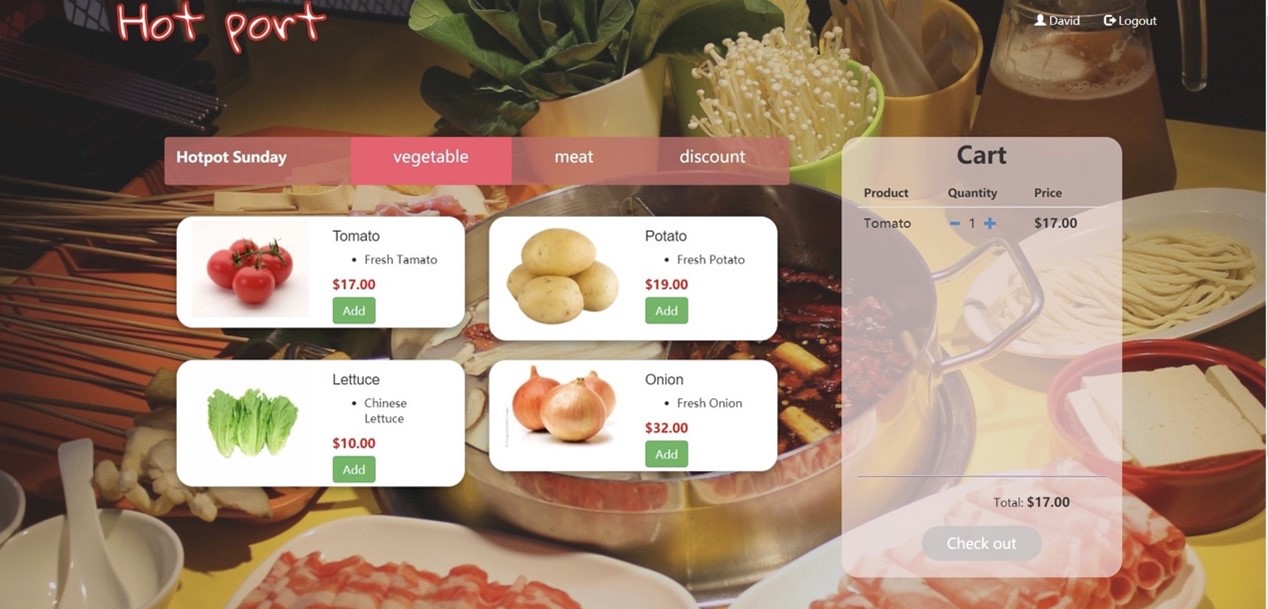 Hot port
David
Logout
Hotpot Sunday
vegetable
meat
discount
Tomato
• Fresh Tamato
$17.00
Add
Potato
• Fresh Potato
$19.00
Add
Lettuce
• Chinese
Lettuce
$10.00
Add
Onion
• Fresh Onion
$32.00
Add
Cart
Product Quantity Price
Tomato 1 $17.00
Total: $17.00
Check out